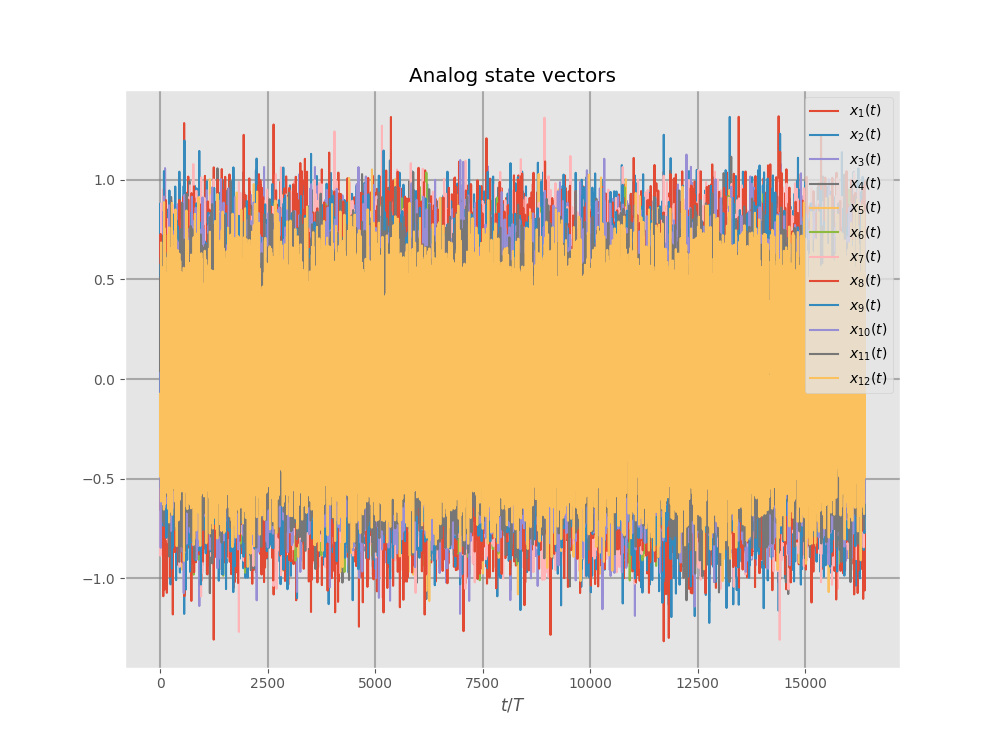 Analog state vectors
1.0
0.5
0.0
−0.5
−1.0
0
2500
5000
7500
10000
12500
15000
t/T
x₁(t)
x₂(t)
x₃(t)
x₄(t)
x₅(t)
x₆(t)
x₇(t)
x₈(t)
x₉(t)
x₁₀(t)
x₁₁(t)
x₁₂(t)